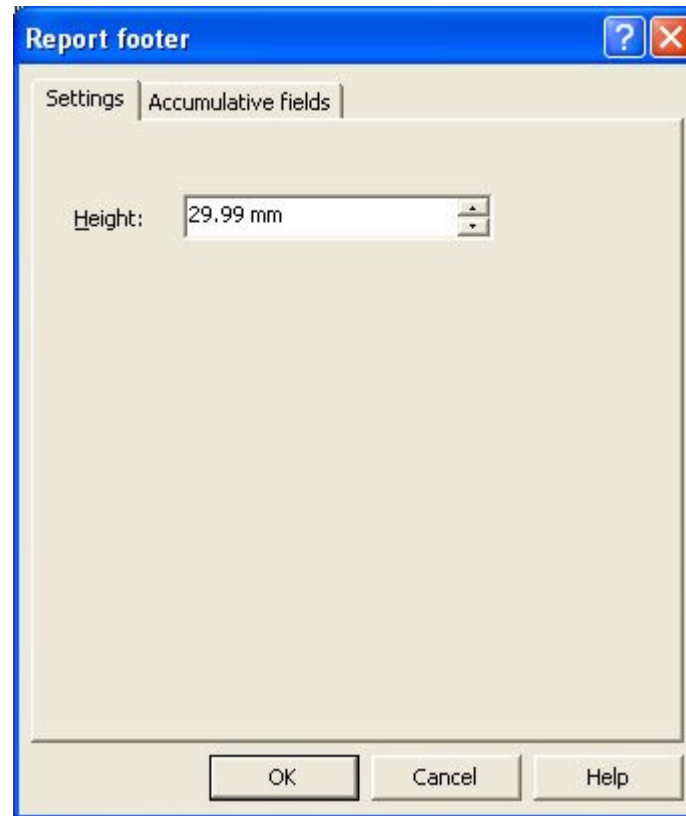 Report footer
Settings Accumulative fields
Height: 29.99 mm
OK Cancel Help